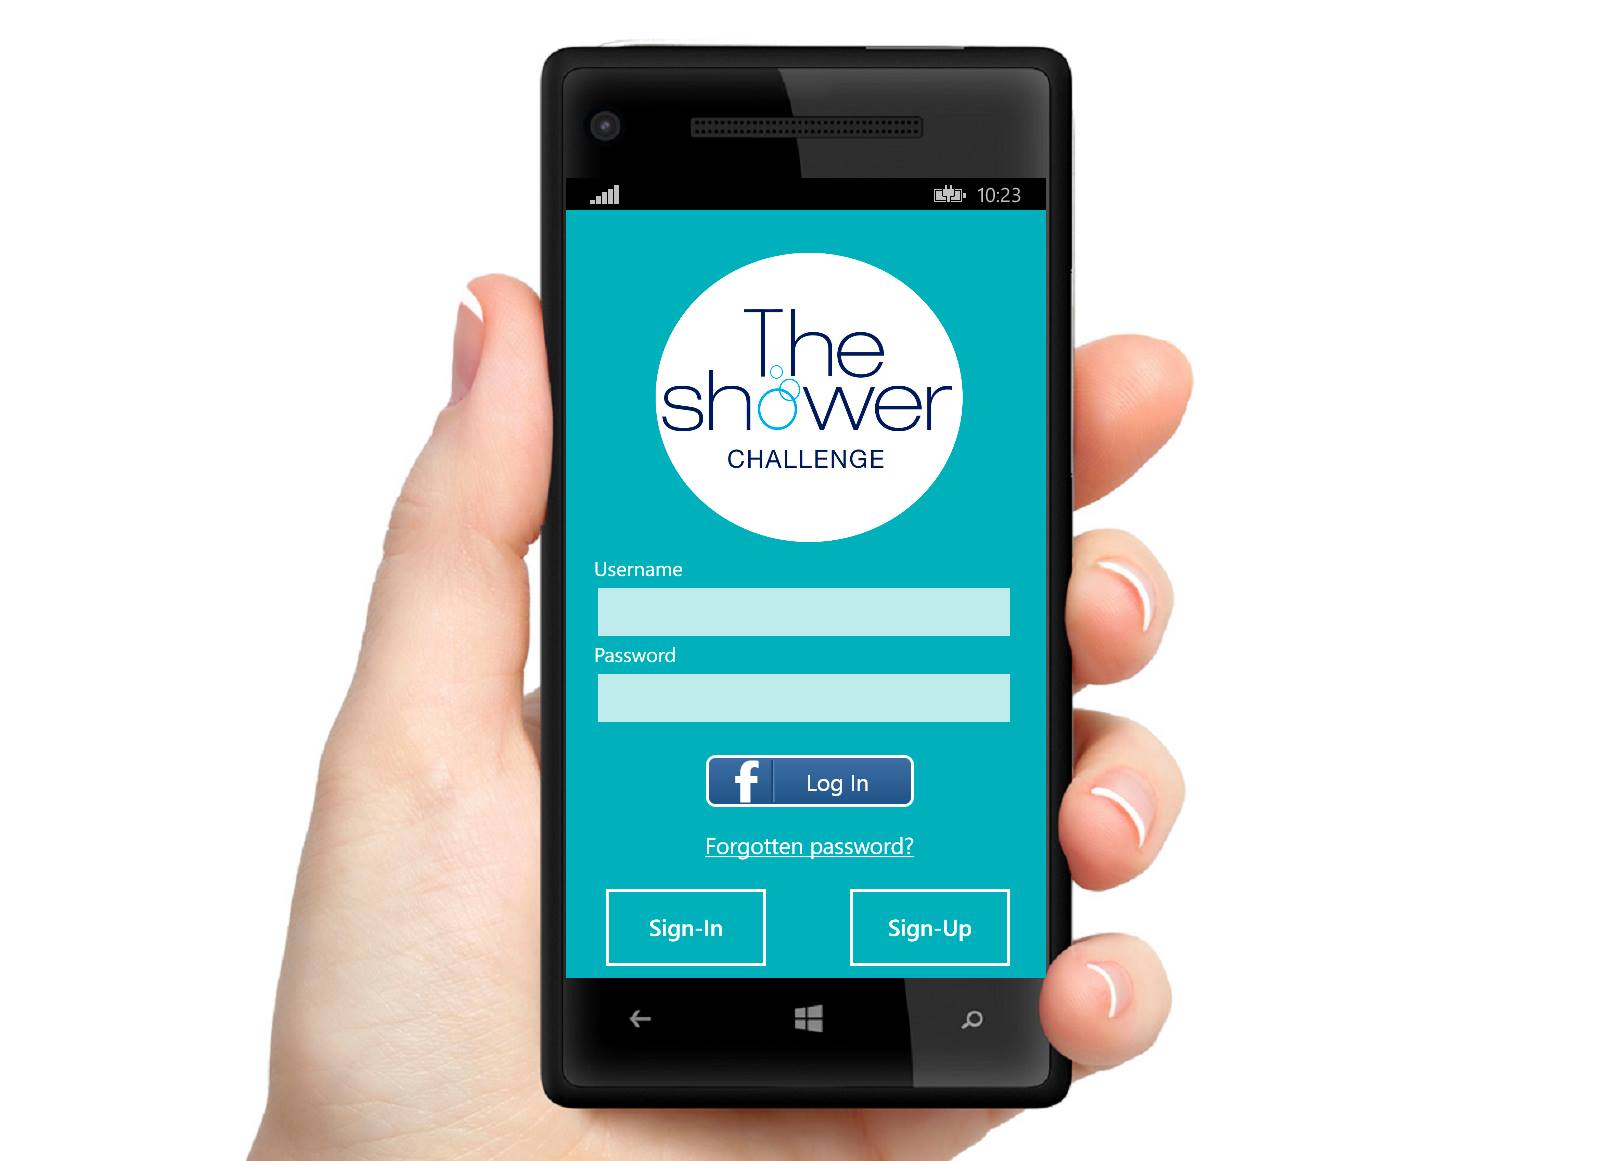 10:23
The
shower
CHALLENGE
Username
Password
f Log In
Forgotten password?
Sign-In
Sign-Up